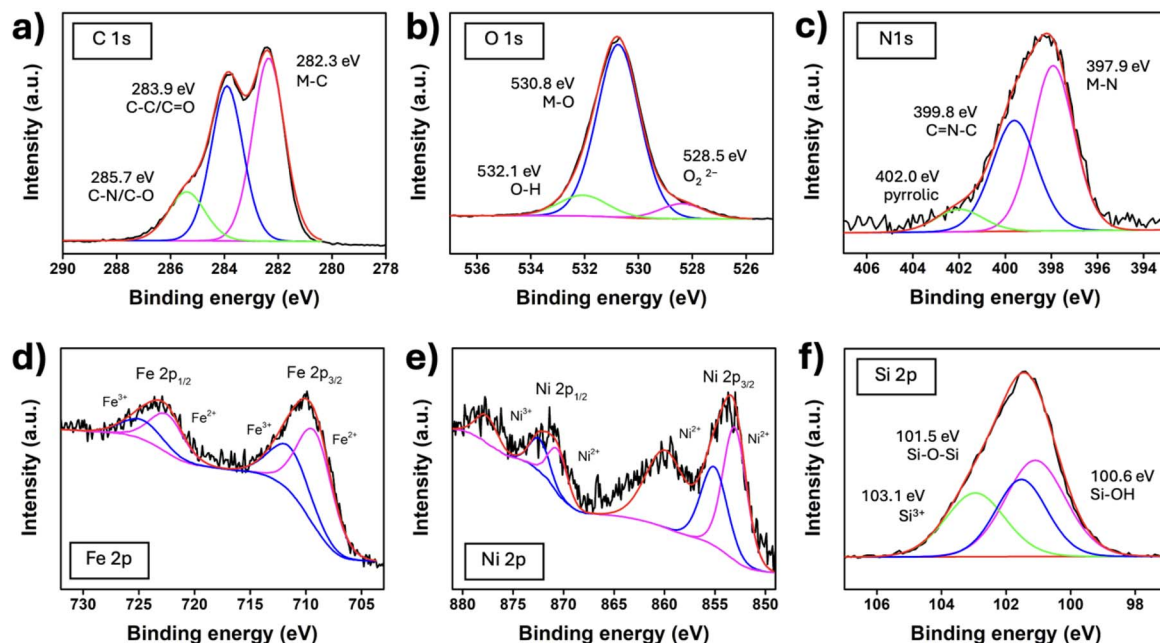 a)
C 1s
283.9 eV
C-C/C=O
282.3 eV
M-C
285.7 eV
C-N/C-O
Intensity (a.u.)
290 288 286 284 282 280 278
Binding energy (eV)
b)
O 1s
530.8 eV
M-O
532.1 eV
O-H
528.5 eV
O₂ ²⁻
Intensity (a.u.)
536 534 532 530 528 526
Binding energy (eV)
c)
N1s
397.9 eV
M-N
399.8 eV
C=N-C
402.0 eV
pyrrolic
Intensity (a.u.)
406 404 402 400 398 396 394
Binding energy (eV)
d)
Fe 2p₁/₂
Fe 2p₃/₂
Fe³⁺
Fe²⁺
Fe³⁺
Fe²⁺
Fe 2p
Intensity (a.u.)
730 725 720 715 710 705
Binding energy (eV)
e)
Ni 2p₁/₂
Ni 2p₃/₂
Ni³⁺
Ni²⁺
Ni²⁺
Ni²⁺
Ni 2p
Intensity (a.u.)
880 875 870 865 860 855 850
Binding energy (eV)
f)
Si 2p
101.5 eV
Si-O-Si
103.1 eV
Si³⁺
100.6 eV
Si-OH
Intensity (a.u.)
106 104 102 100 98
Binding energy (eV)